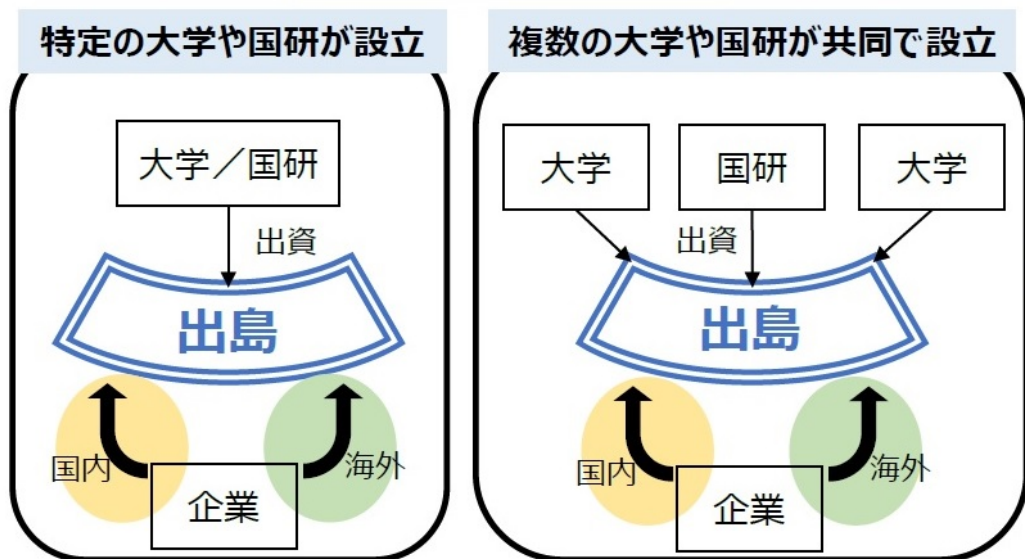 特定の大学や国研が設立
大学／国研
出資
出島
国内
海外
企業
複数の大学や国研が共同で設立
大学
国研
大学
出資
出島
国内
海外
企業